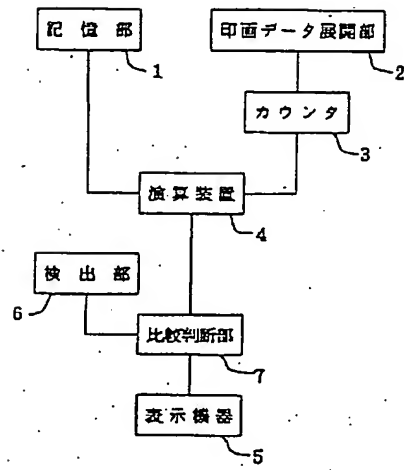 記憶部
1
印画データ展開部
2
カウンタ
3
演算装置
4
検出部
6
比較判断部
7
表示機器
5